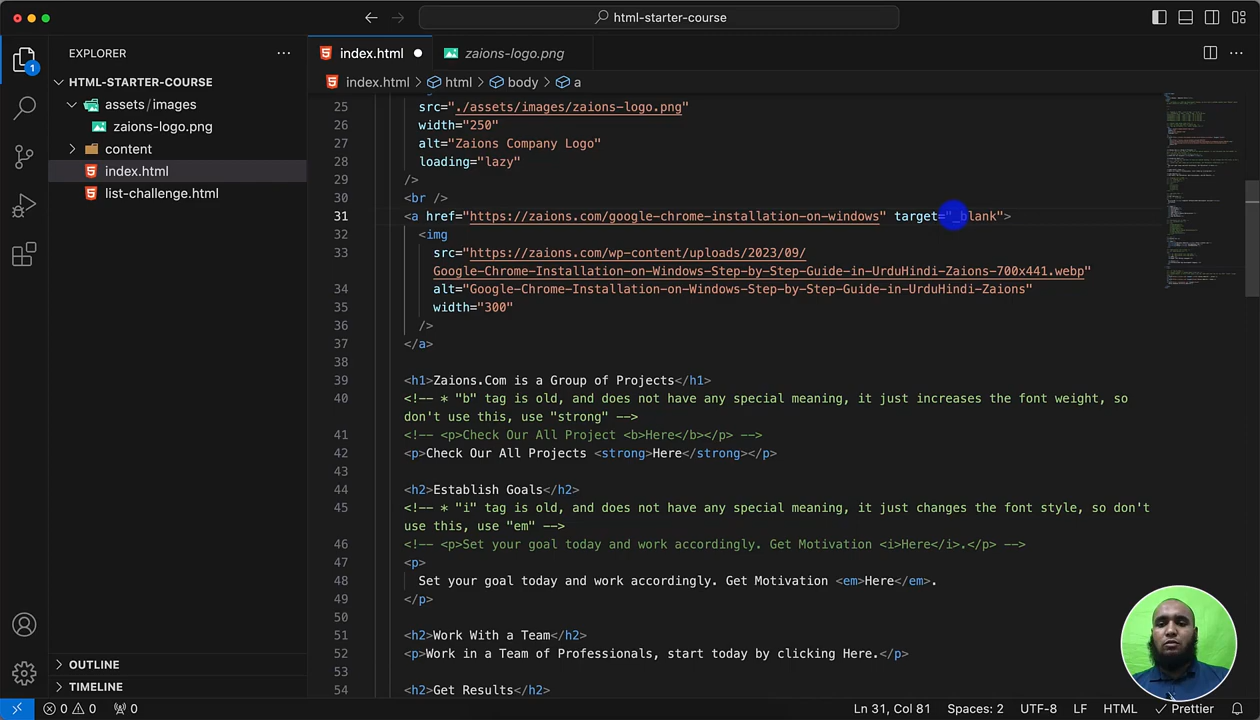 html-starter-course
EXPLORER
HTML-STARTER-COURSE
assets/images
zaions-logo.png
content
index.html
list-challenge.html
OUTLINE
TIMELINE
1
index.html
zaions-logo.png
index.html > html > body > a
25 src="./assets/images/zaions-logo.png"
26 width="250"
27 alt="Zaions Company Logo"
28 loading="lazy"
29 />
30 <br />
31 <a href="https://zaions.com/google-chrome-installation-on-windows" target="_blank">
32 <img
33 src="https://zaions.com/wp-content/uploads/2023/09/
Google-Chrome-Installation-on-Windows-Step-by-Step-Guide-in-UrduHindi-Zaions-700x441.webp"
34 alt="Google-Chrome-Installation-on-Windows-Step-by-Step-Guide-in-UrduHindi-Zaions"
35 width="300"
36 />
37 </a>
38
39 <h1>Zaions.Com is a Group of Projects</h1>
40 <!-- * "b" tag is old, and does not have any special meaning, it just increases the font weight, so
don't use this, use "strong" -->
41 <!-- <p>Check Our All Project <b>Here</b></p> -->
42 <p>Check Our All Projects <strong>Here</strong></p>
43
44 <h2>Establish Goals</h2>
45 <!-- * "i" tag is old, and does not have any special meaning, it just changes the font style, so don't
use this, use "em" -->
46 <!-- <p>Set your goal today and work accordingly. Get Motivation <i>Here</i>.</p> -->
47 <p>
48 Set your goal today and work accordingly. Get Motivation <em>Here</em>.
49 </p>
50
51 <h2>Work With a Team</h2>
52 <p>Work in a Team of Professionals, start today by clicking Here.</p>
53
54 <h2>Get Results</h2>
0 0 0
Ln 31, Col 81 Spaces: 2 UTF-8 LF HTML Prettier